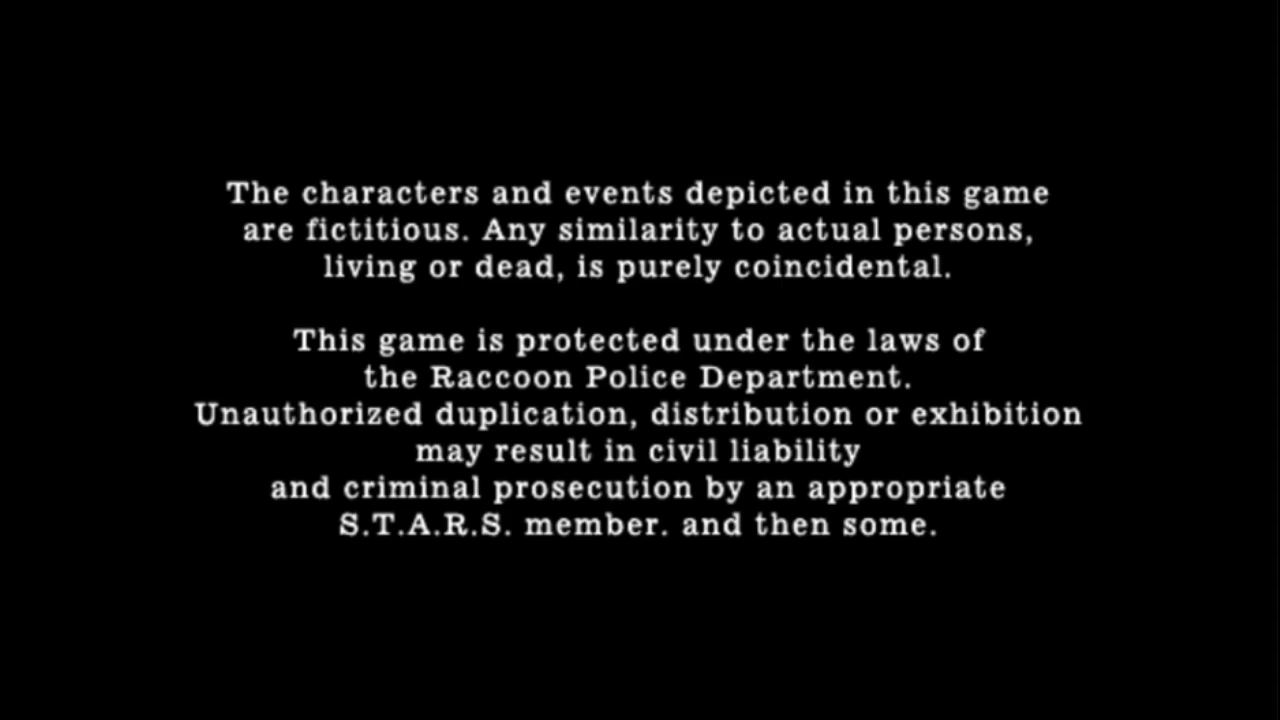 The characters and events depicted in this game
are fictitious. Any similarity to actual persons,
living or dead, is purely coincidental.
This game is protected under the laws of
the Raccoon Police Department.
Unauthorized duplication, distribution or exhibition
may result in civil liability
and criminal prosecution by an appropriate
S.T.A.R.S. member. and then some.